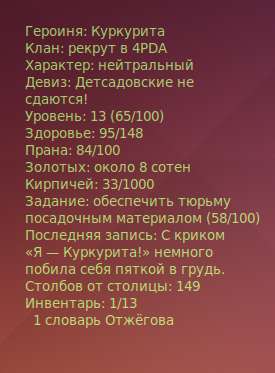 Героиня: Куркурита
Клан: рекрут в 4PDA
Характер: нейтральный
Девиз: Детсадовские не
сдаются!
Уровень: 13 (65/100)
Здоровье: 95/148
Прана: 84/100
Золотых: около 8 сотен
Кирпичей: 33/1000
Задание: обеспечить тюрьму
посадочным материалом (58/100)
Последняя запись: С криком
«Я — Куркурита!» немного
побила себя пяткой в грудь.
Столбов от столицы: 149
Инвентарь: 1/13
1 словарь Отжёгова